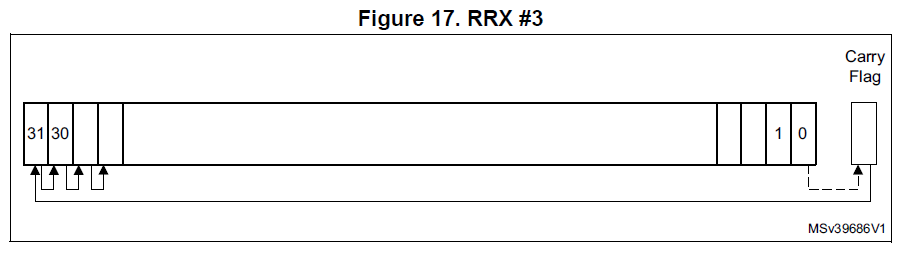 Figure 17. RRX #3
Carry
Flag
31 30 1 0
MSv39686V1